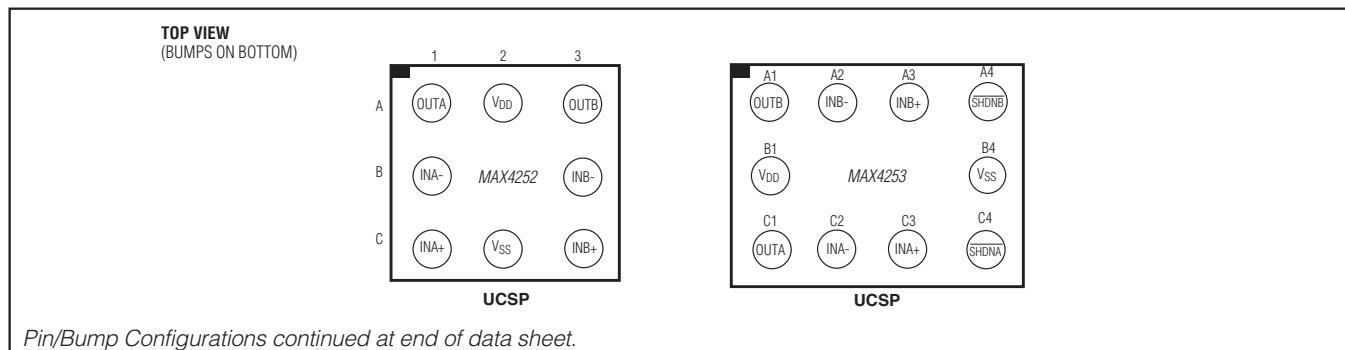 TOP VIEW
(BUMPS ON BOTTOM)
1 2 3
A OUTA VDD OUTB
B INA- MAX4252 INB-
C INA+ VSS INB+
UCSP
A1 A2 A3 A4
OUTB INB- INB+ SHDNB
B1 B4
VDD MAX4253 VSS
C1 C2 C3 C4
OUTA INA- INA+ SHDNA
UCSP
Pin/Bump Configurations continued at end of data sheet.